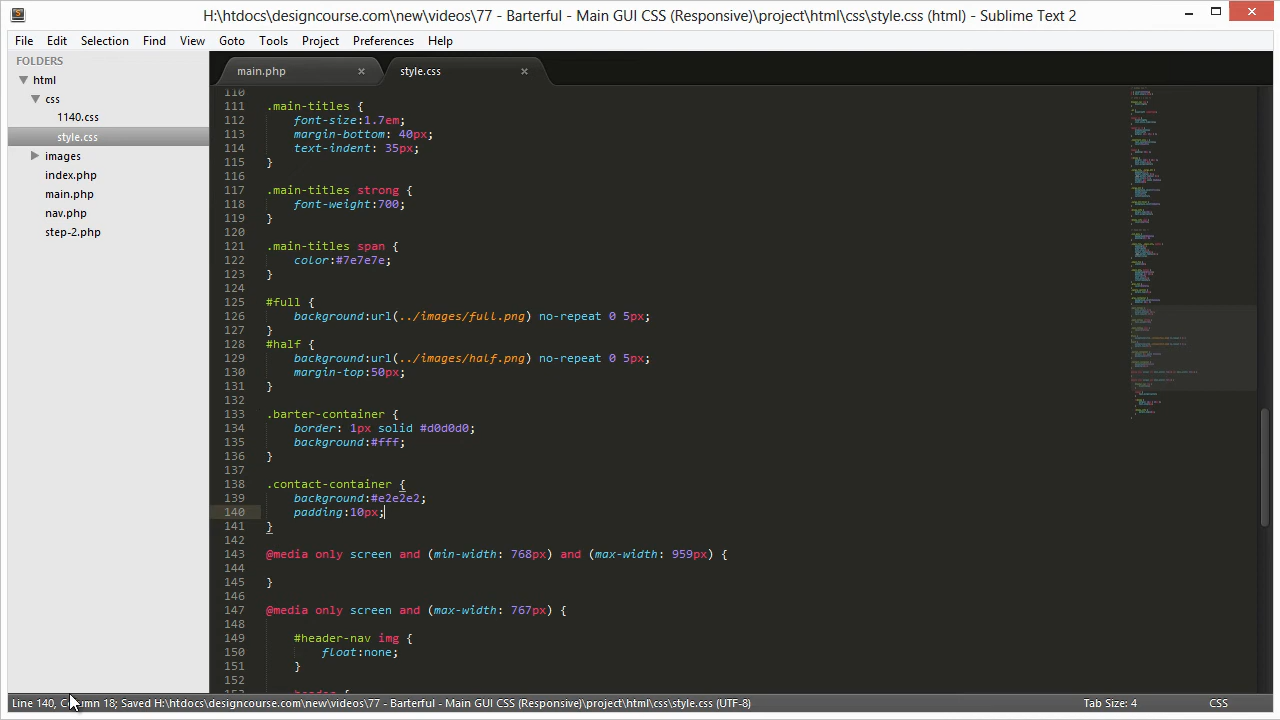 H:\htdocs\designcourse.com\new\videos\77 - Barterful - Main GUI CSS (Responsive)\project\html\css\style.css (html) - Sublime Text 2
File Edit Selection Find View Goto Tools Project Preferences Help
FOLDERS
html
css
1140.css
style.css
images
index.php
main.php
nav.php
step-2.php
main.php × style.css ×
110
111 .main-titles {
112 font-size:1.7em;
113 margin-bottom: 40px;
114 text-indent: 35px;
115 }
116
117 .main-titles strong {
118 font-weight:700;
119 }
120
121 .main-titles span {
122 color:#7e7e7e;
123 }
124
125 #full {
126 background:url(../images/full.png) no-repeat 0 5px;
127 }
128 #half {
129 background:url(../images/half.png) no-repeat 0 5px;
130 margin-top:50px;
131 }
132
133 .barter-container {
134 border: 1px solid #d0d0d0;
135 background:#fff;
136 }
137
138 .contact-container {
139 background:#e2e2e2;
140 padding:10px;
141 }
142
143 @media only screen and (min-width: 768px) and (max-width: 959px) {
144
145 }
146
147 @media only screen and (max-width: 767px) {
148
149 #header-nav img {
150 float:none;
151 }
152
153 header {
Line 140, Column 18; Saved H:\htdocs\designcourse.com\new\videos\77 - Barterful - Main GUI CSS (Responsive)\project\html\css\style.css (UTF-8) Tab Size: 4 CSS